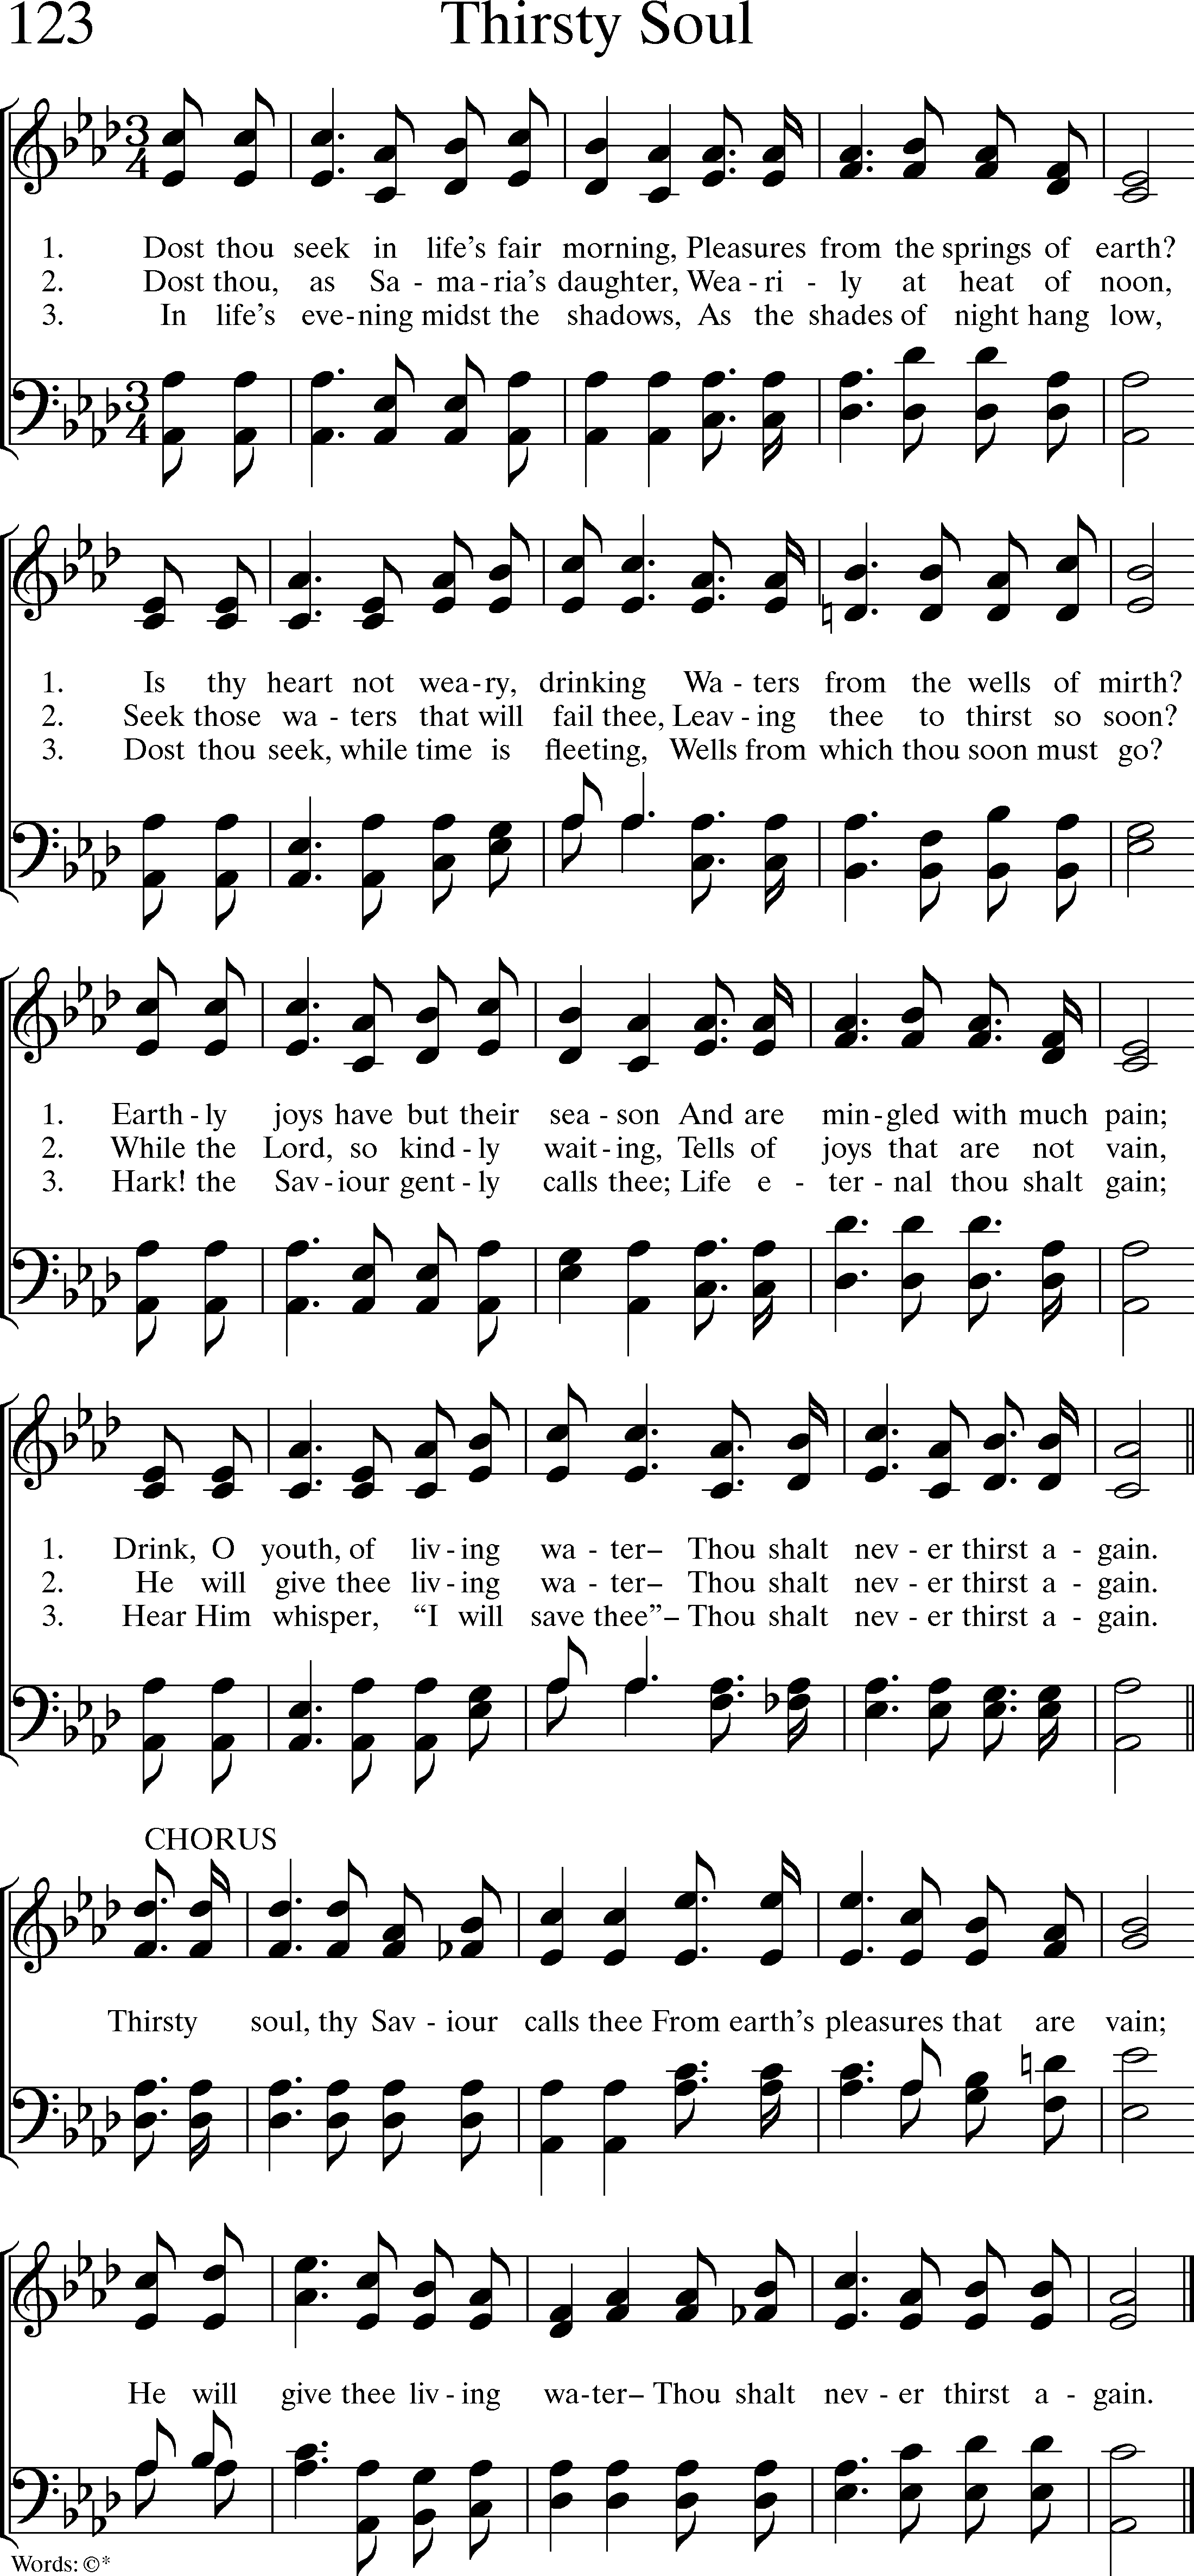 123 Thirsty Soul
1. Dost thou seek in life's fair morning, Pleasures from the springs of earth?
2. Dost thou, as Sa - ma - ria's daughter, Wea - ri - ly at heat of noon,
3. In life's eve - ning midst the shadows, As the shades of night hang low,
1. Is thy heart not wea - ry, drinking Wa - ters from the wells of mirth?
2. Seek those wa - ters that will fail thee, Leav - ing thee to thirst so soon?
3. Dost thou seek, while time is fleeting, Wells from which thou soon must go?
1. Earth - ly joys have but their sea - son And are min - gled with much pain;
2. While the Lord, so kind - ly wait - ing, Tells of joys that are not vain,
3. Hark! the Sav - iour gent - ly calls thee; Life e - ter - nal thou shalt gain;
1. Drink, O youth, of liv - ing wa - ter– Thou shalt nev - er thirst a - gain.
2. He will give thee liv - ing wa - ter– Thou shalt nev - er thirst a - gain.
3. Hear Him whisper, “I will save thee”– Thou shalt nev - er thirst a - gain.
CHORUS
Thirsty soul, thy Sav - iour calls thee From earth's pleasures that are vain;
He will give thee liv - ing wa - ter– Thou shalt nev - er thirst a - gain.
Words: ©*